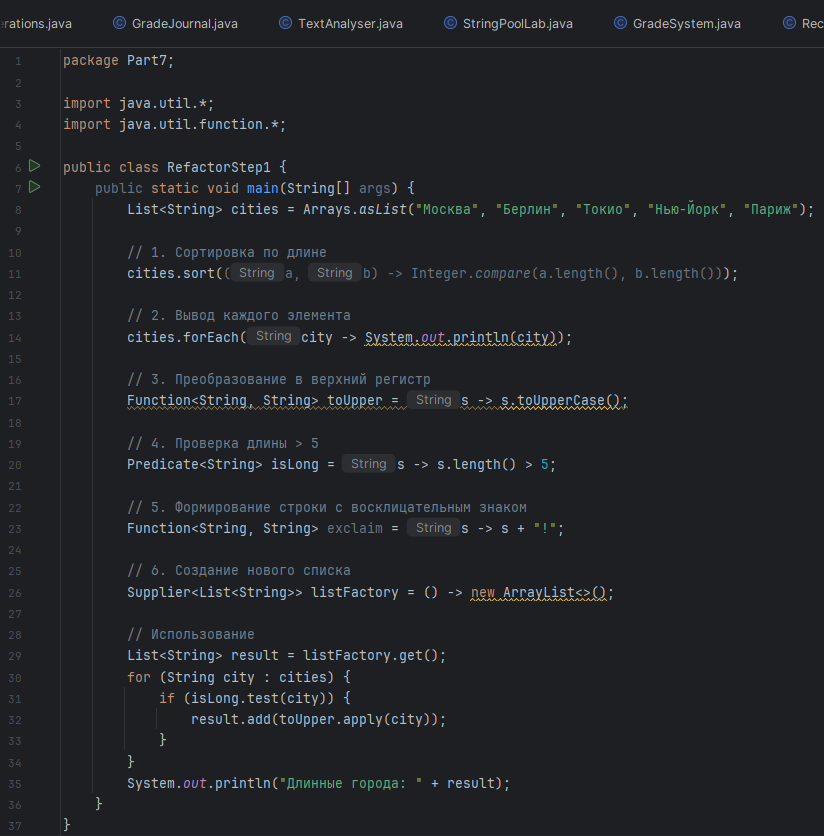 erations.java GradeJournal.java TextAnalyser.java StringPoolLab.java GradeSystem.java Rec
1 package Part7;
2
3 import java.util.*;
4 import java.util.function.*;
5
6 public class RefactorStep1 {
7 public static void main(String[] args) {
8 List<String> cities = Arrays.asList("Москва", "Берлин", "Токио", "Нью-Йорк", "Париж");
9
10 // 1. Сортировка по длине
11 cities.sort((String a, String b) -> Integer.compare(a.length(), b.length()));
12
13 // 2. Вывод каждого элемента
14 cities.forEach(String city -> System.out.println(city));
15
16 // 3. Преобразование в верхний регистр
17 Function<String, String> toUpper = String s -> s.toUpperCase();
18
19 // 4. Проверка длины > 5
20 Predicate<String> isLong = String s -> s.length() > 5;
21
22 // 5. Формирование строки с восклицательным знаком
23 Function<String, String> exclaim = String s -> s + "!";
24
25 // 6. Создание нового списка
26 Supplier<List<String>> listFactory = () -> new ArrayList<>();
27
28 // Использование
29 List<String> result = listFactory.get();
30 for (String city : cities) {
31 if (isLong.test(city)) {
32 result.add(toUpper.apply(city));
33 }
34 }
35 System.out.println("Длинные города: " + result);
36 }
37 }